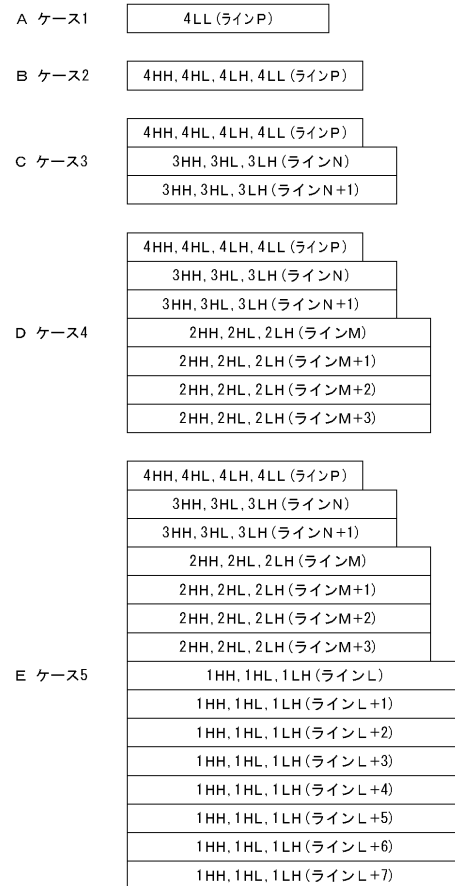 A ケース1
4LL(ラインP)
B ケース2
4HH,4HL,4LH,4LL(ラインP)
C ケース3
4HH,4HL,4LH,4LL(ラインP)
3HH,3HL,3LH(ラインN)
3HH,3HL,3LH(ラインN+1)
D ケース4
4HH,4HL,4LH,4LL(ラインP)
3HH,3HL,3LH(ラインN)
3HH,3HL,3LH(ラインN+1)
2HH,2HL,2LH(ラインM)
2HH,2HL,2LH(ラインM+1)
2HH,2HL,2LH(ラインM+2)
2HH,2HL,2LH(ラインM+3)
E ケース5
4HH,4HL,4LH,4LL(ラインP)
3HH,3HL,3LH(ラインN)
3HH,3HL,3LH(ラインN+1)
2HH,2HL,2LH(ラインM)
2HH,2HL,2LH(ラインM+1)
2HH,2HL,2LH(ラインM+2)
2HH,2HL,2LH(ラインM+3)
1HH,1HL,1LH(ラインL)
1HH,1HL,1LH(ラインL+1)
1HH,1HL,1LH(ラインL+2)
1HH,1HL,1LH(ラインL+3)
1HH,1HL,1LH(ラインL+4)
1HH,1HL,1LH(ラインL+5)
1HH,1HL,1LH(ラインL+6)
1HH,1HL,1LH(ラインL+7)